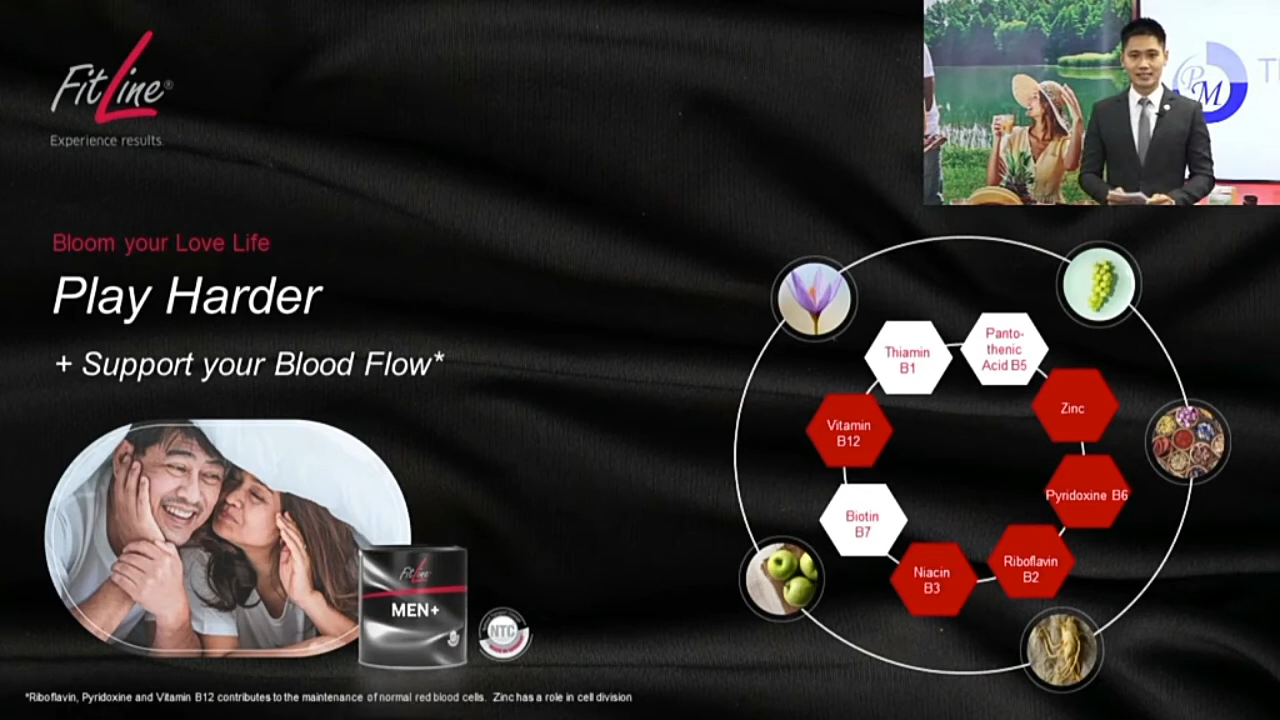 FitLine®
Experience results.
PM
T
Bloom your Love Life
Play Harder
+ Support your Blood Flow*
Thiamin
B1
Panto-
thenic
Acid B5
Zinc
Vitamin
B12
Pyridoxine B6
Biotin
B7
Riboflavin
B2
Niacin
B3
FitLine
MEN+
NTC
*Riboflavin, Pyridoxine and Vitamin B12 contributes to the maintenance of normal red blood cells. Zinc has a role in cell division